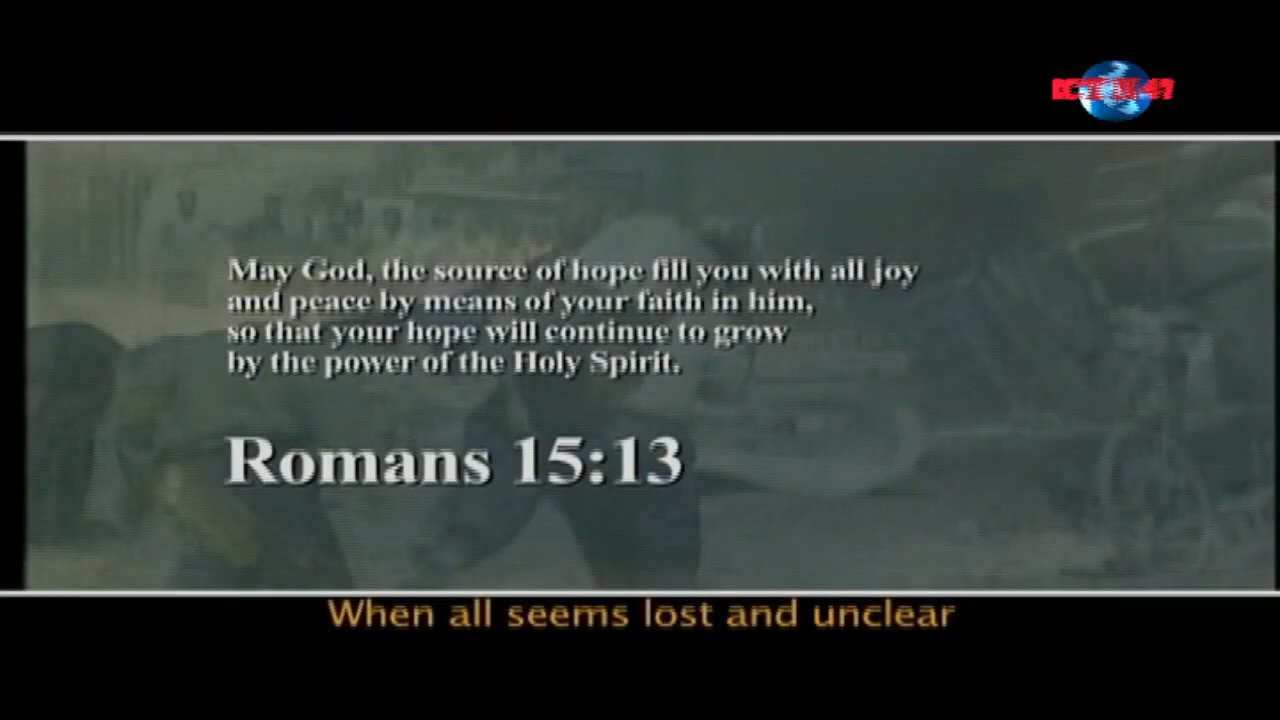 May God, the source of hope fill you with all joy
and peace by means of your faith in him,
so that your hope will continue to grow
by the power of the Holy Spirit.
Romans 15:13
When all seems lost and unclear